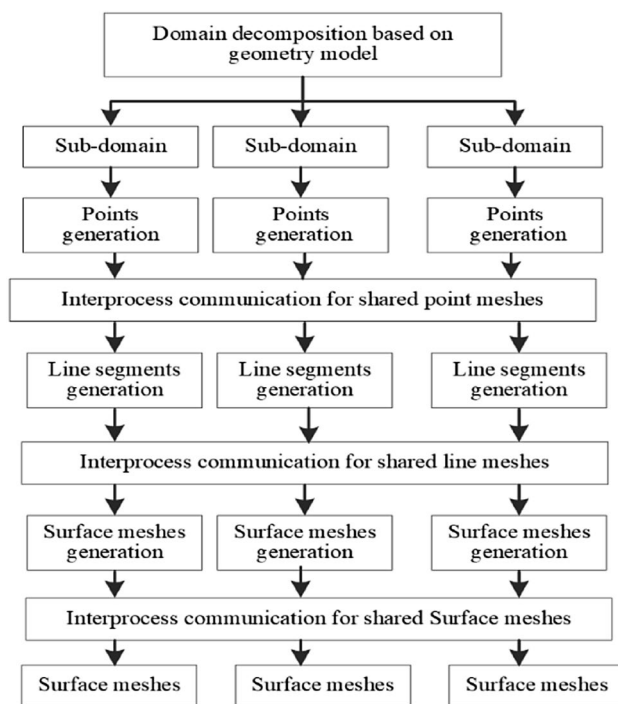 Domain decomposition based on
geometry model
Sub-domain
Sub-domain
Sub-domain
Points
generation
Points
generation
Points
generation
Interprocess communication for shared point meshes
Line segments
generation
Line segments
generation
Line segments
generation
Interprocess communication for shared line meshes
Surface meshes
generation
Surface meshes
generation
Surface meshes
generation
Interprocess communication for shared Surface meshes
Surface meshes
Surface meshes
Surface meshes